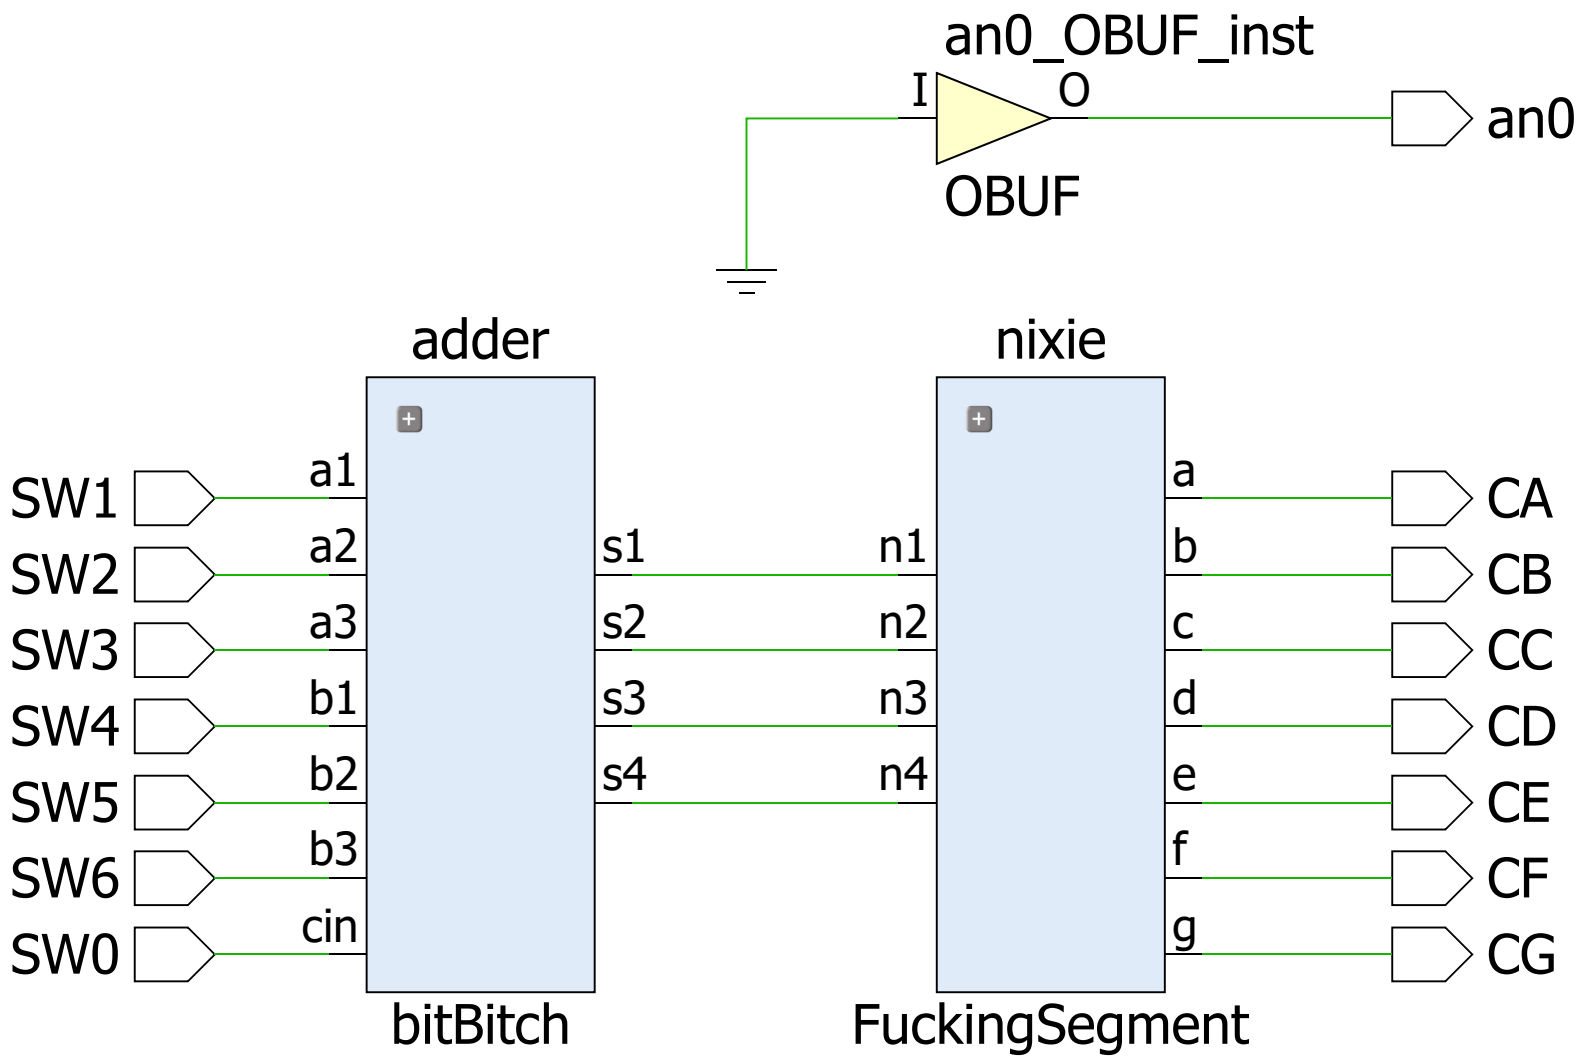 an0_OBUF_inst
I
O
an0
OBUF
adder
nixie
SW1
a1
a
CA
SW2
a2
s1
n1
b
CB
SW3
a3
s2
n2
c
CC
SW4
b1
s3
n3
d
CD
SW5
b2
s4
n4
e
CE
SW6
b3
f
CF
SW0
cin
g
CG
bitBitch
FuckingSegment